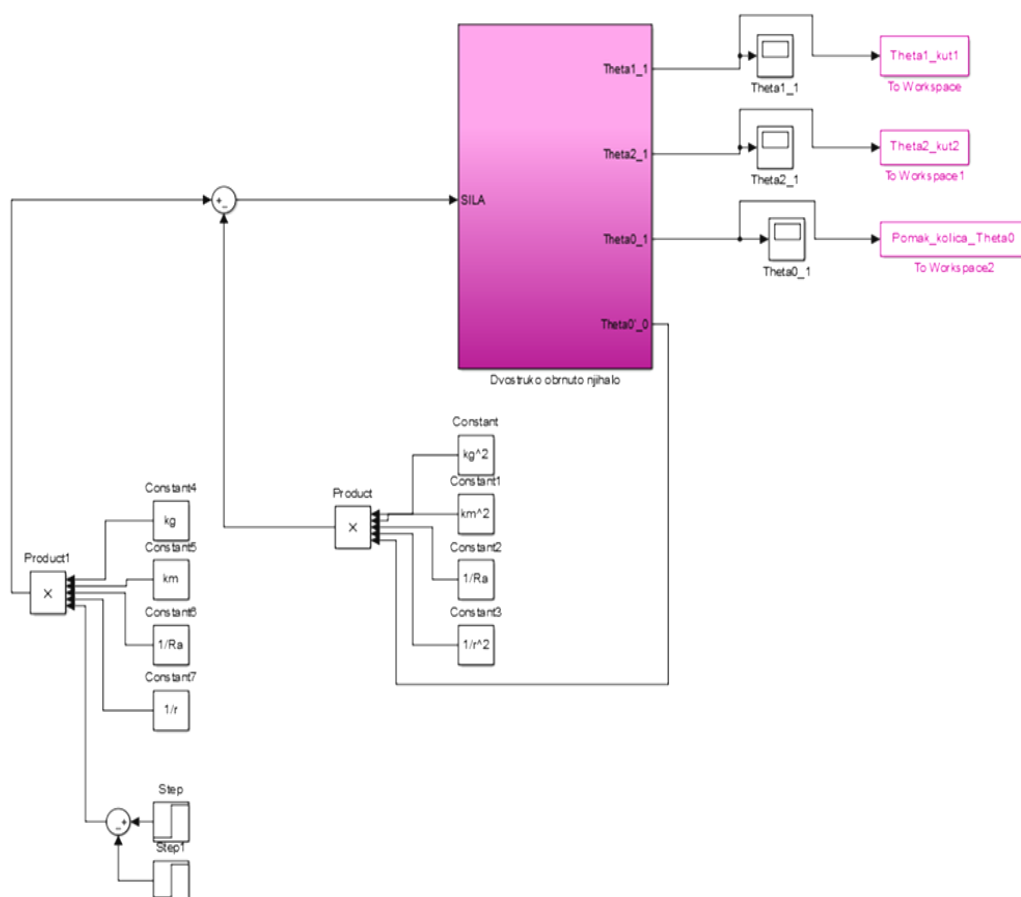 Theta1_1
Theta1_1
Theta1_kut1
To Workspace
Theta2_1
Theta2_1
Theta2_kut2
To Workspace1
SILA
Theta0_1
Theta0_1
Pomak_kolica_Theta0
To Workspace2
Theta0'_0
Dvostruko obrnuto njihalo
Constant
kg^2
Constant1
km^2
Constant2
1/Ra
Constant3
1/r^2
Product
×
Constant4
kg
Constant5
km
Constant6
1/Ra
Constant7
1/r
Product1
×
Step
Step1